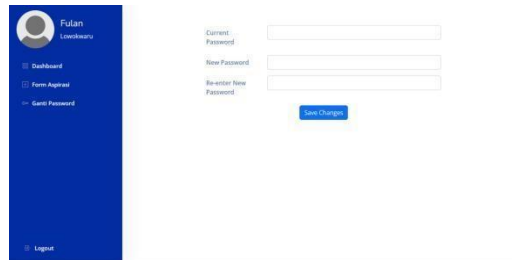 Fulan
Lowokwaru
Dashboard
Form Aspirasi
Ganti Password
Logout
Current
Password
New Password
Re-enter New
Password
Save Changes